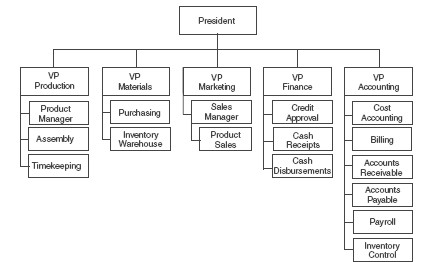 President
VP
Production
VP
Materials
VP
Marketing
VP
Finance
VP
Accounting
Product
Manager
Assembly
Timekeeping
Purchasing
Inventory
Warehouse
Sales
Manager
Product
Sales
Credit
Approval
Cash
Receipts
Cash
Disbursements
Cost
Accounting
Billing
Accounts
Receivable
Accounts
Payable
Payroll
Inventory
Control